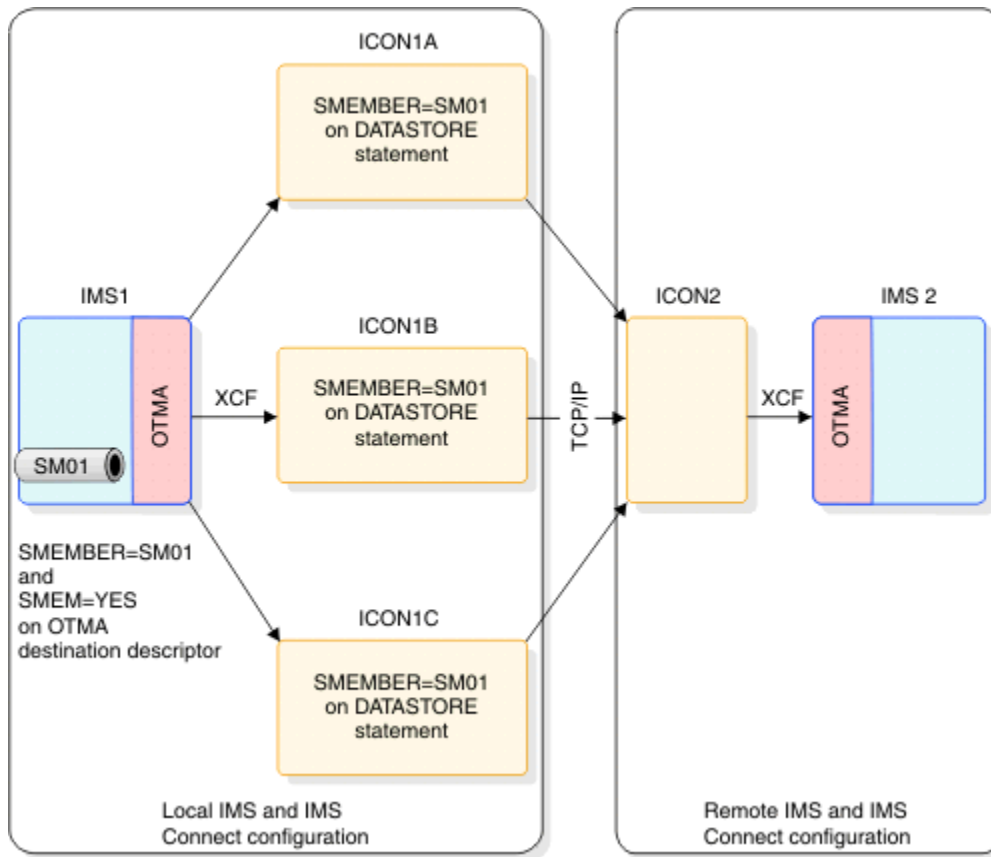 ICON1A
SMEMBER=SM01
on DATASTORE
statement
IMS1
OTMA
SM01
SMEMBER=SM01
and
SMEM=YES
on OTMA
destination descriptor
XCF
ICON1B
SMEMBER=SM01
on DATASTORE
statement
TCP/IP
ICON1C
SMEMBER=SM01
on DATASTORE
statement
Local IMS and IMS
Connect configuration
ICON2
XCF
IMS 2
OTMA
Remote IMS and IMS
Connect configuration